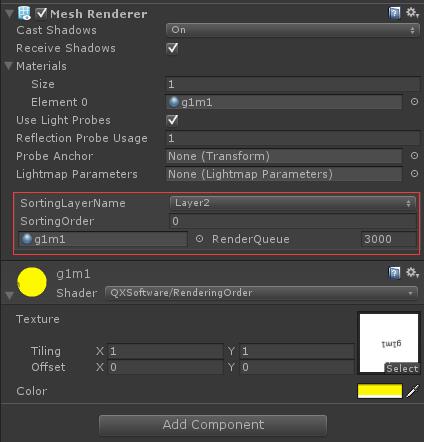 Mesh Renderer
Cast Shadows On
Receive Shadows
Materials
Size 1
Element 0 g1m1
Use Light Probes
Reflection Probe Usage 1
Probe Anchor None (Transform)
Lightmap Parameters None (Lightmap Parameters)
SortingLayerName Layer2
SortingOrder 0
g1m1 RenderQueue 3000
g1m1
Shader QXSoftware/RenderingOrder
Texture
g1m1
Tiling X 1 Y 1
Offset X 0 Y 0
Select
Color
Add Component